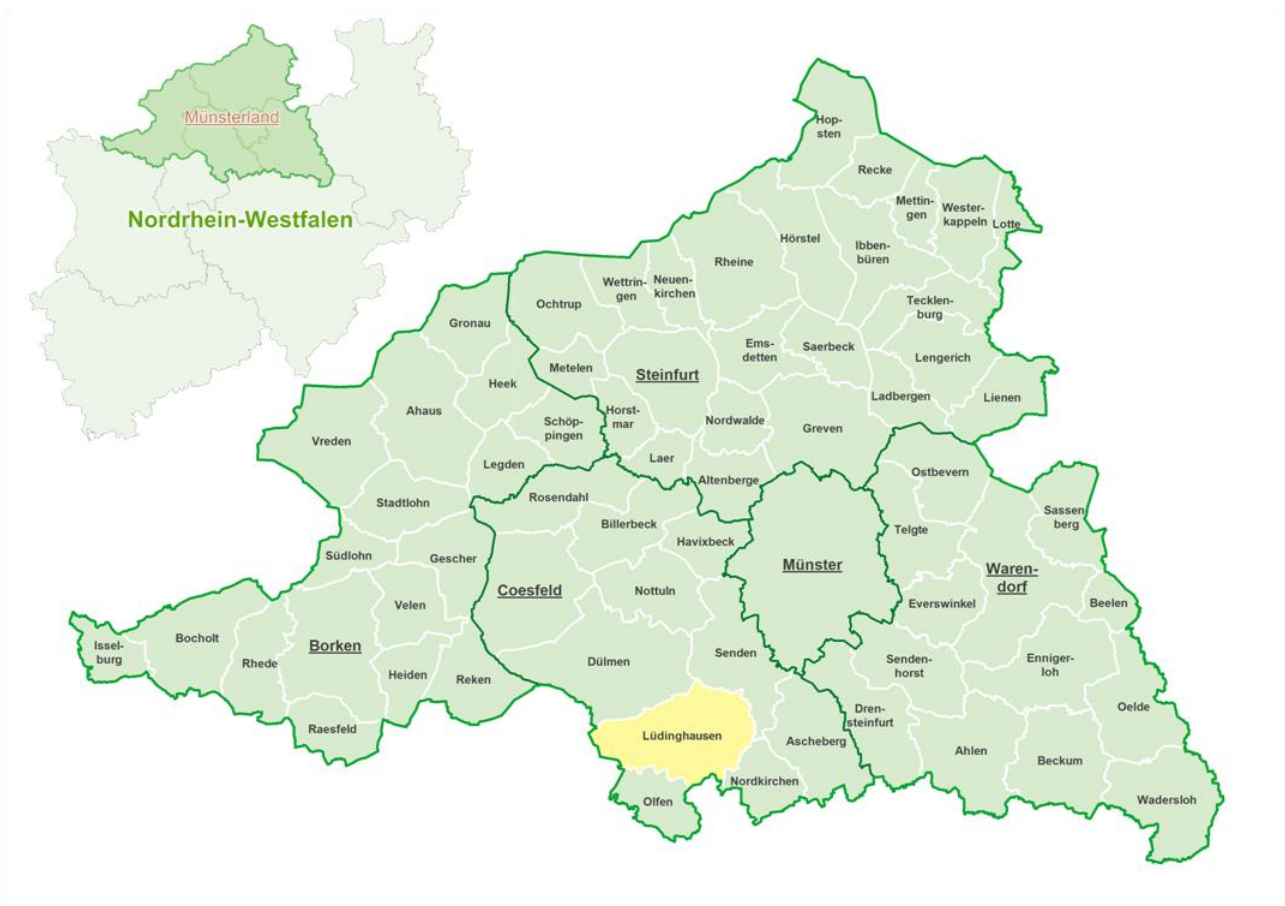 Münsterland
Nordrhein-Westfalen
Hop-
sten
Recke
Metting-
en
Wester-
kappeln
Lotte
Hörstel
Ibben-
büren
Rheine
Neuen-
kirchen
Wettrin-
gen
Ochtrup
Tecklen-
burg
Gronau
Ems-
detten
Saerbeck
Lengerich
Metelen
Steinfurt
Heek
Ladbergen
Lienen
Ahaus
Horst-
mar
Nordwalde
Greven
Schöp-
pingen
Vreden
Laer
Legden
Altenberge
Ostbevern
Stadtlohn
Rosendahl
Billerbeck
Sassen
berg
Telgte
Havixbeck
Südlohn
Gescher
Münster
Waren-
dorf
Coesfeld
Nottuln
Velen
Everswinkel
Beelen
Bocholt
Issel-
burg
Borken
Rhede
Senden
Dülmen
Senden-
horst
Enniger-
loh
Heiden
Reken
Oelde
Dren-
steinfurt
Raesfeld
Lüdinghausen
Ascheberg
Ahlen
Beckum
Nordkirchen
Olfen
Wadersloh